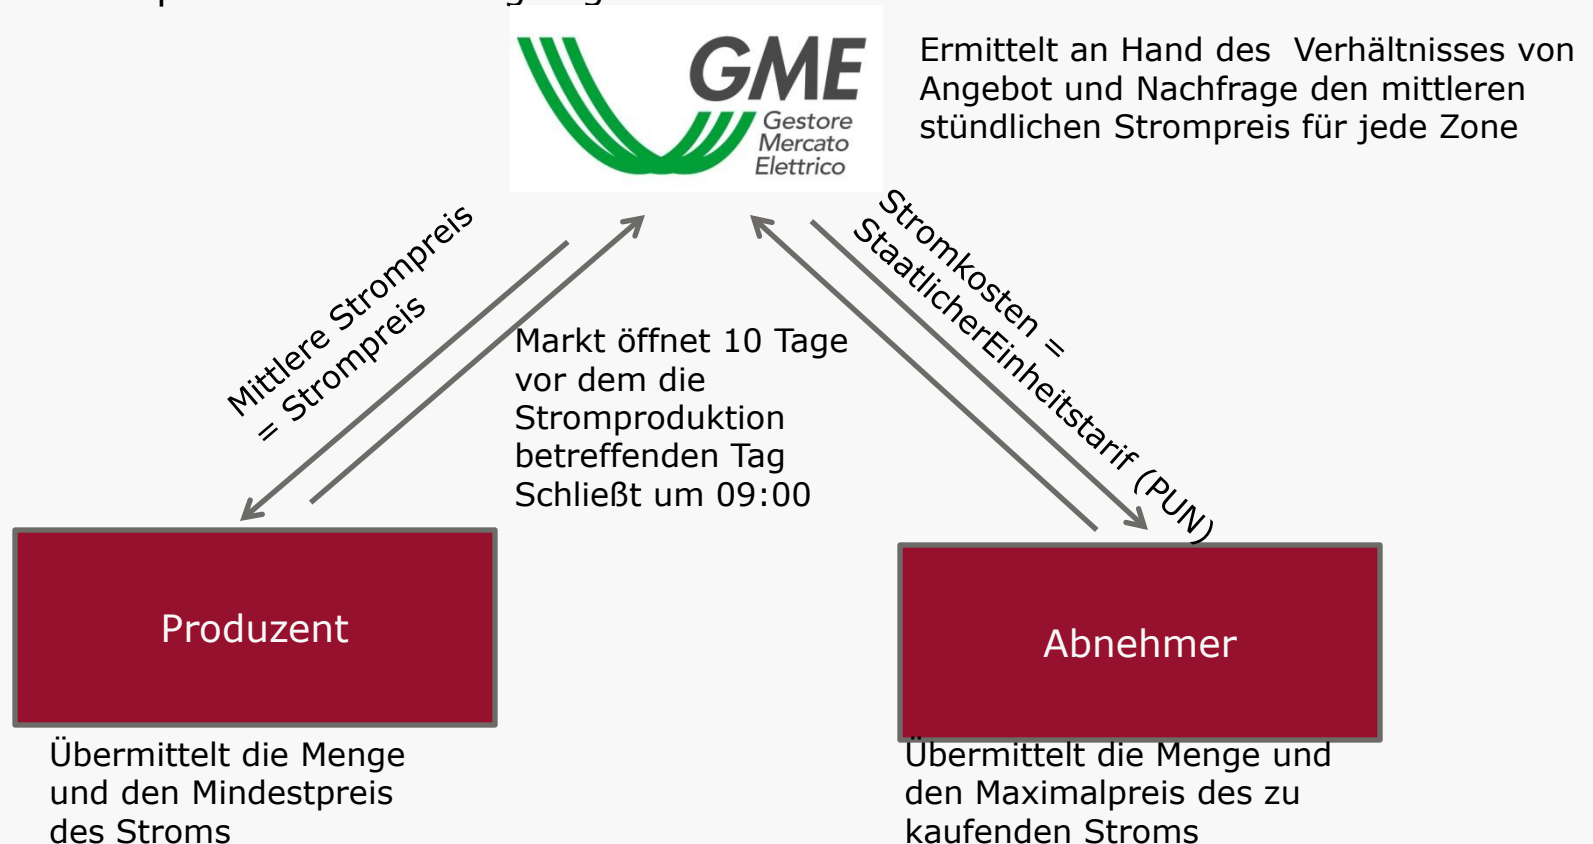 GME
Gestore
Mercato
Elettrico
Ermittelt an Hand des  Verhältnisses von
Angebot und Nachfrage den mittleren
stündlichen Strompreis für jede Zone
Mittlere Strompreis
= Strompreis
Stromkosten =
StaatlicherEinheitstarif (PUN)
Markt öffnet 10 Tage
vor dem die
Stromproduktion
betreffenden Tag
Schließt um 09:00
Produzent
Abnehmer
Übermittelt die Menge
und den Mindestpreis
des Stroms
Übermittelt die Menge und
den Maximalpreis des zu
kaufenden Stroms